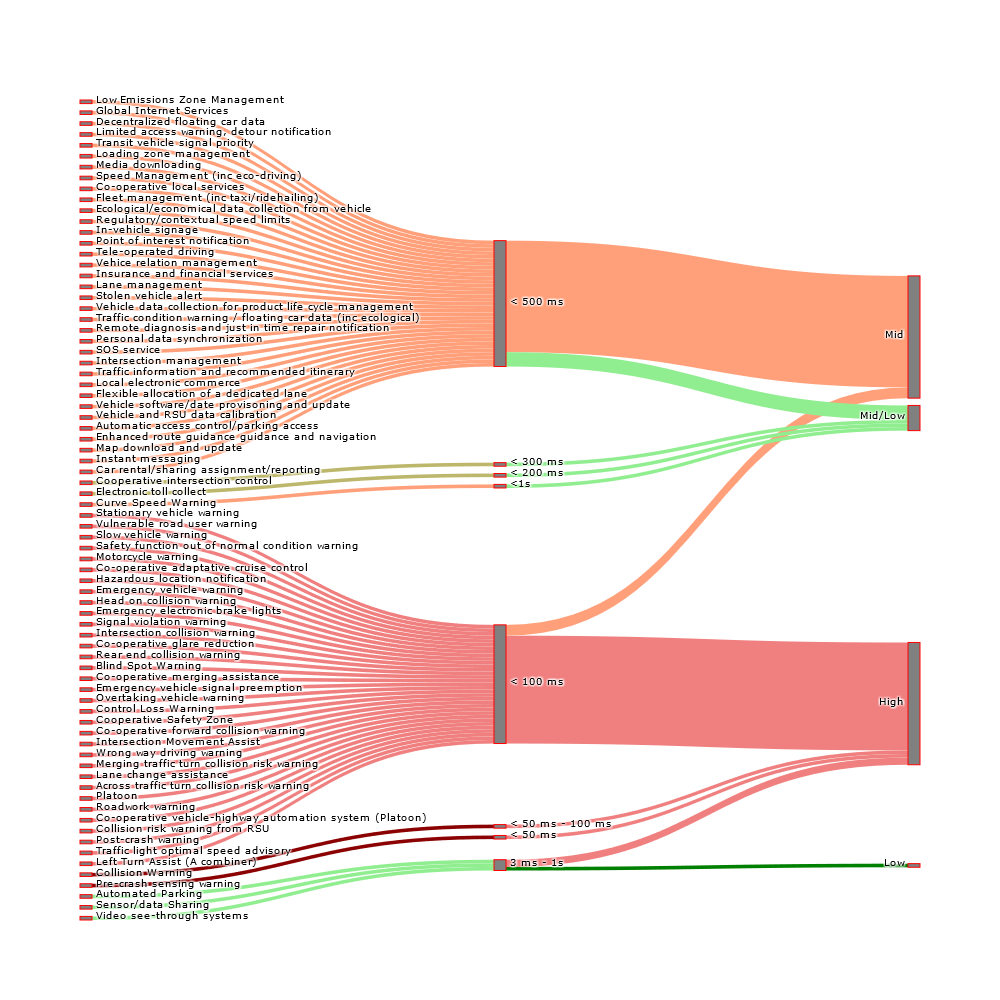 Low Emissions Zone Management
Global Internet Services
Decentralized floating car data
Limited access warning, detour notification
Transit vehicle signal priority
Loading zone management
Media downloading
Speed Management (inc eco-driving)
Co-operative local services
Fleet management (inc taxi/ridehailing)
Ecological/economical data collection from vehicle
Regulatory/contextual speed limits
In-vehicle signage
Point of interest notification
Tele-operated driving
Vehice relation management
Insurance and financial services
Lane management
Stolen vehicle alert
Vehicle data collection for product life cycle management
Traffic condition warning / floating car data (inc ecological)
Remote diagnosis and just in time repair notification
Personal data synchronization
SOS service
Intersection management
Traffic information and recommended itinerary
Local electronic commerce
Flexible allocation of a dedicated lane
Vehicle software/date provisoning and update
Vehicle and RSU data calibration
Automatic access control/parking access
Enhanced route guidance guidance and navigation
Map download and update
Instant messaging
Car rental/sharing assignment/reporting
Cooperative intersection control
Electronic toll collect
Curve Speed Warning
Stationary vehicle warning
Vulnerable road user warning
Slow vehicle warning
Safety function out of normal condition warning
Motorcycle warning
Co-operative adaptative cruise control
Hazardous location notification
Emergency vehicle warning
Head on collision warning
Emergency electronic brake lights
Signal violation warning
Intersection collision warning
Co-operative glare reduction
Rear end collision warning
Blind Spot Warning
Co-operative merging assistance
Emergency vehicle signal preemption
Overtaking vehicle warning
Control Loss Warning
Cooperative Safety Zone
Co-operative forward collision warning
Intersection Movement Assist
Wrong way driving warning
Merging traffic turn collision risk warning
Lane change assistance
Across traffic turn collision risk warning
Platoon
Roadwork warning
Co-operative vehicle-highway automation system (Platoon)
Collision risk warning from RSU
Post-crash warning
Traffic light optimal speed advisory
Left Turn Assist (A combiner)
Collision Warning
Pre-crash sensing warning
Automated Parking
Sensor/data Sharing
Video see-through systems
< 500 ms
< 300 ms
< 200 ms
<1s
< 100 ms
< 50 ms - 100 ms
< 50 ms
3 ms - 1s
Mid
Mid/Low
High
Low